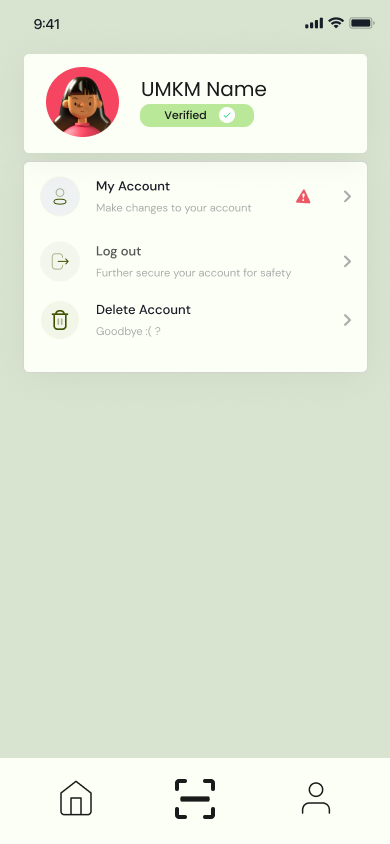 9:41
UMKM Name
Verified
My Account
Make changes to your account
Log out
Further secure your account for safety
Delete Account
Goodbye :( ?